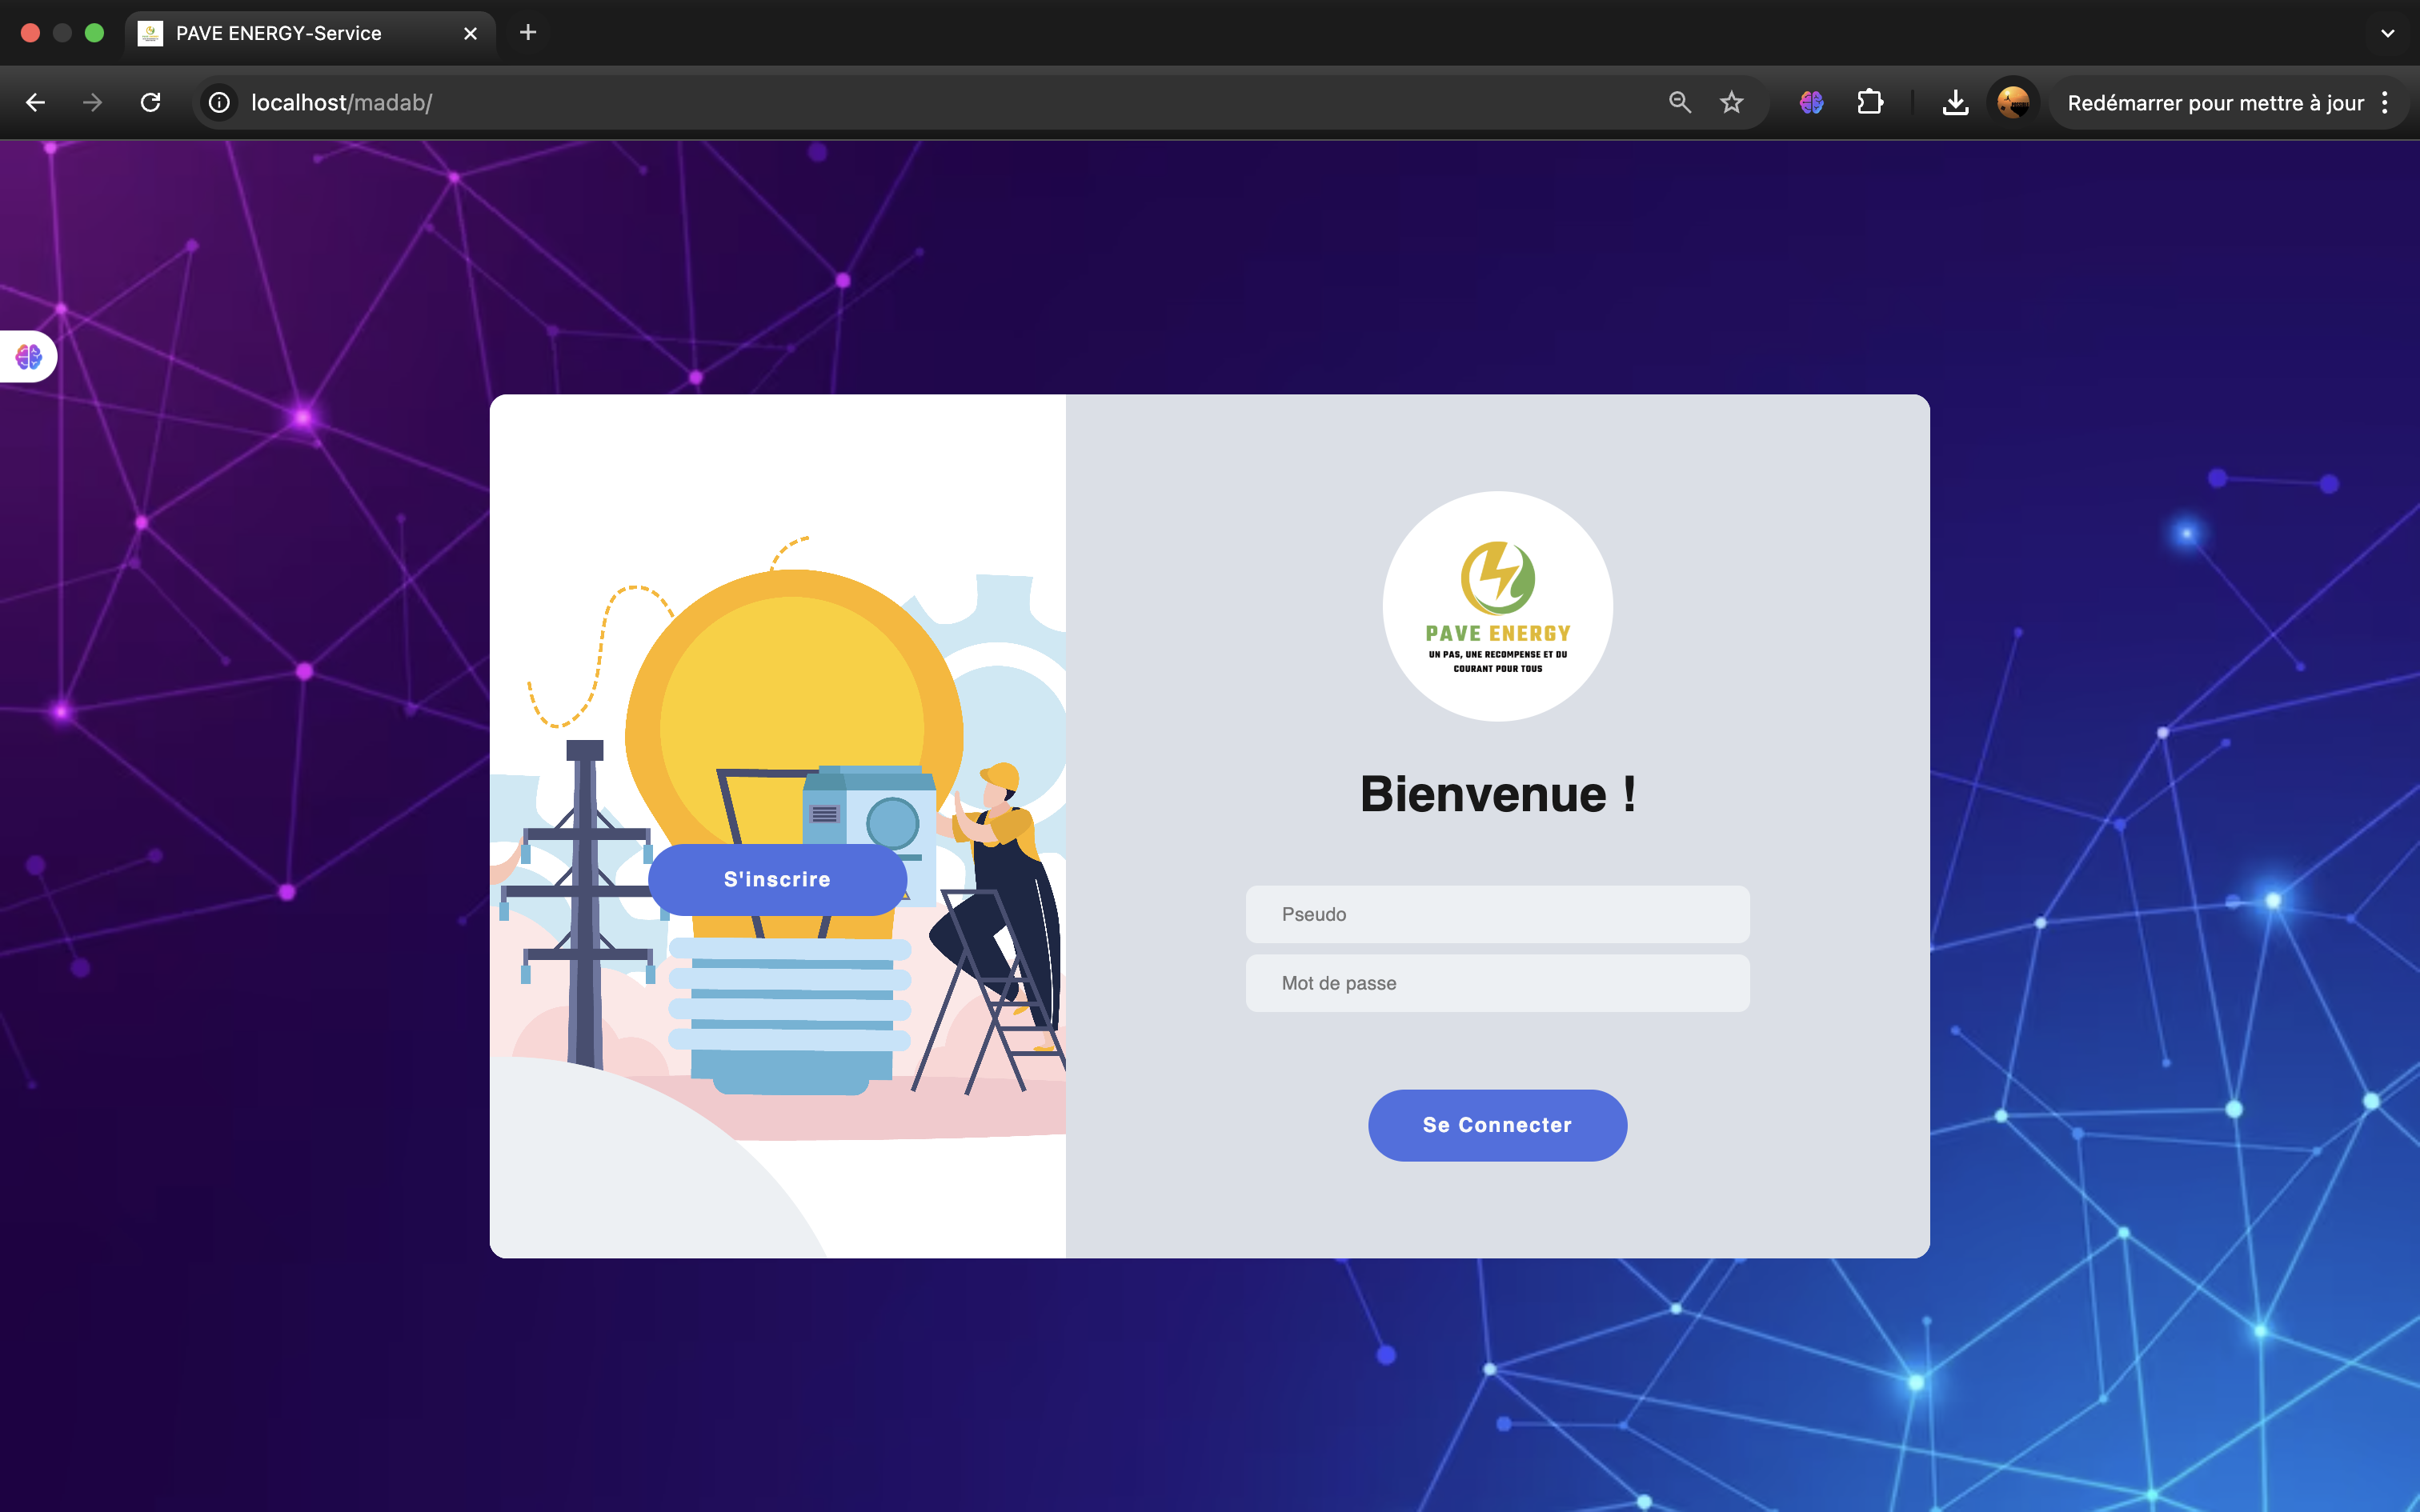 PAVE ENERGY-Service
localhost/madab/
Redémarrer pour mettre à jour
PAVE ENERGY
UN PAS, UNE RECOMPENSE ET DU
COURANT POUR TOUS
Bienvenue !
S'inscrire
Pseudo
Mot de passe
Se Connecter